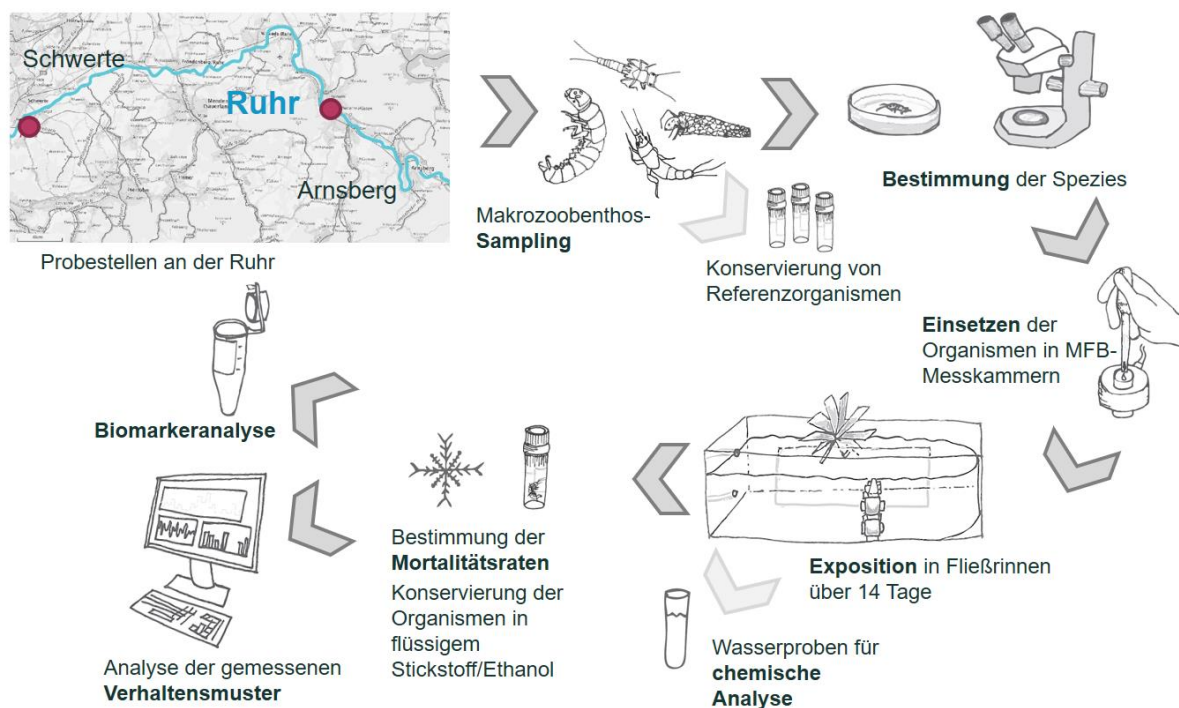 Schwerte
Ruhr
Arnsberg
Probestellen an der Ruhr
Makrozoobenthos-
Sampling
Konservierung von
Referenzorganismen
Bestimmung der Spezies
Einsetzen der
Organismen in MFB-
Messkammern
Exposition in Fließrinnen
über 14 Tage
Wasserproben für
chemische
Analyse
Bestimmung der
Mortalitätsraten
Konservierung der
Organismen in
flüssigem
Stickstoff/Ethanol
Biomarkeranalyse
Analyse der gemessenen
Verhaltensmuster